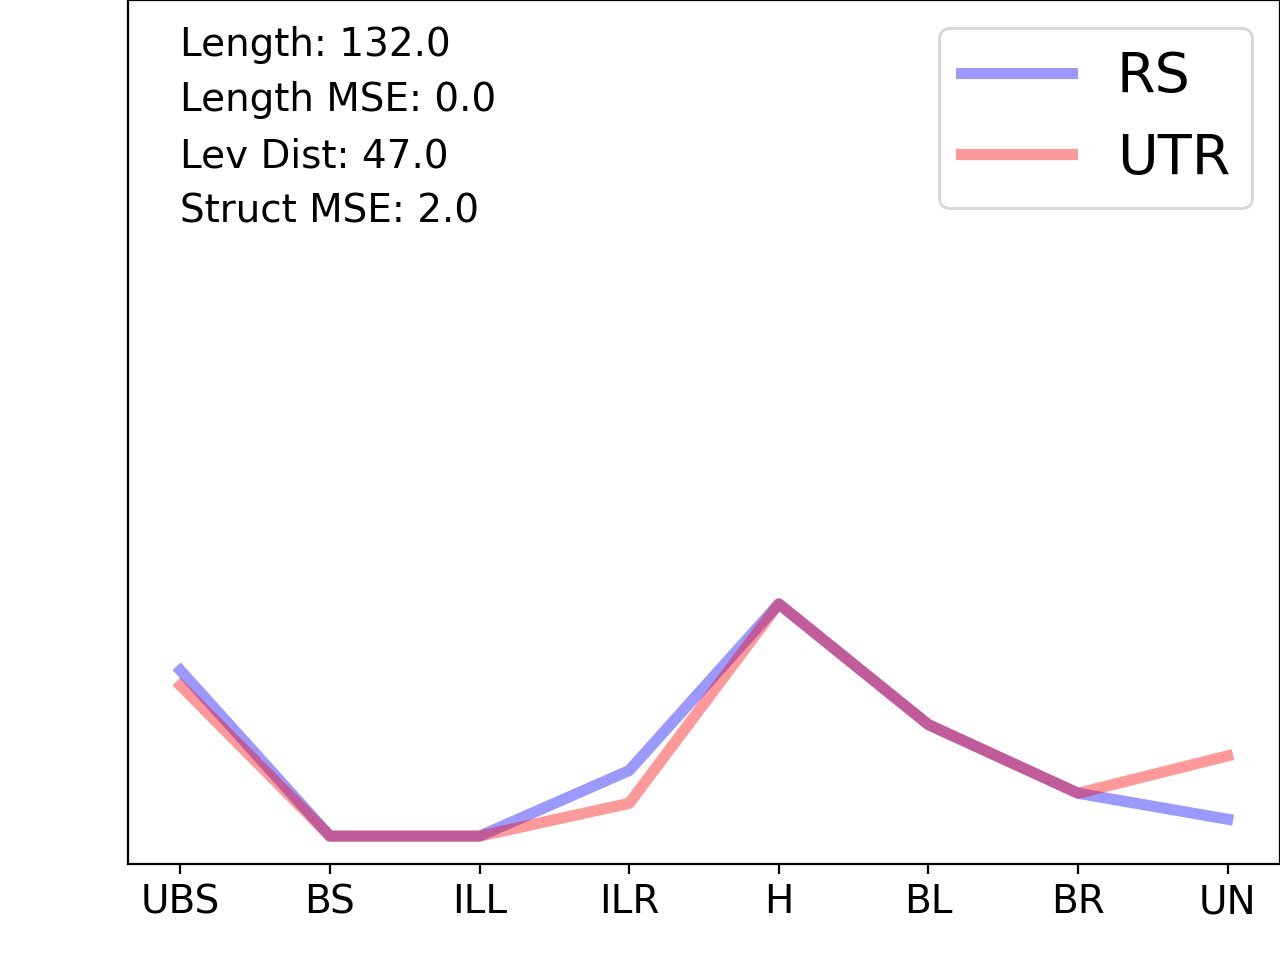 Length: 132.0
Length MSE: 0.0
Lev Dist: 47.0
Struct MSE: 2.0
RS
UTR
UBS BS ILL ILR H BL BR UN